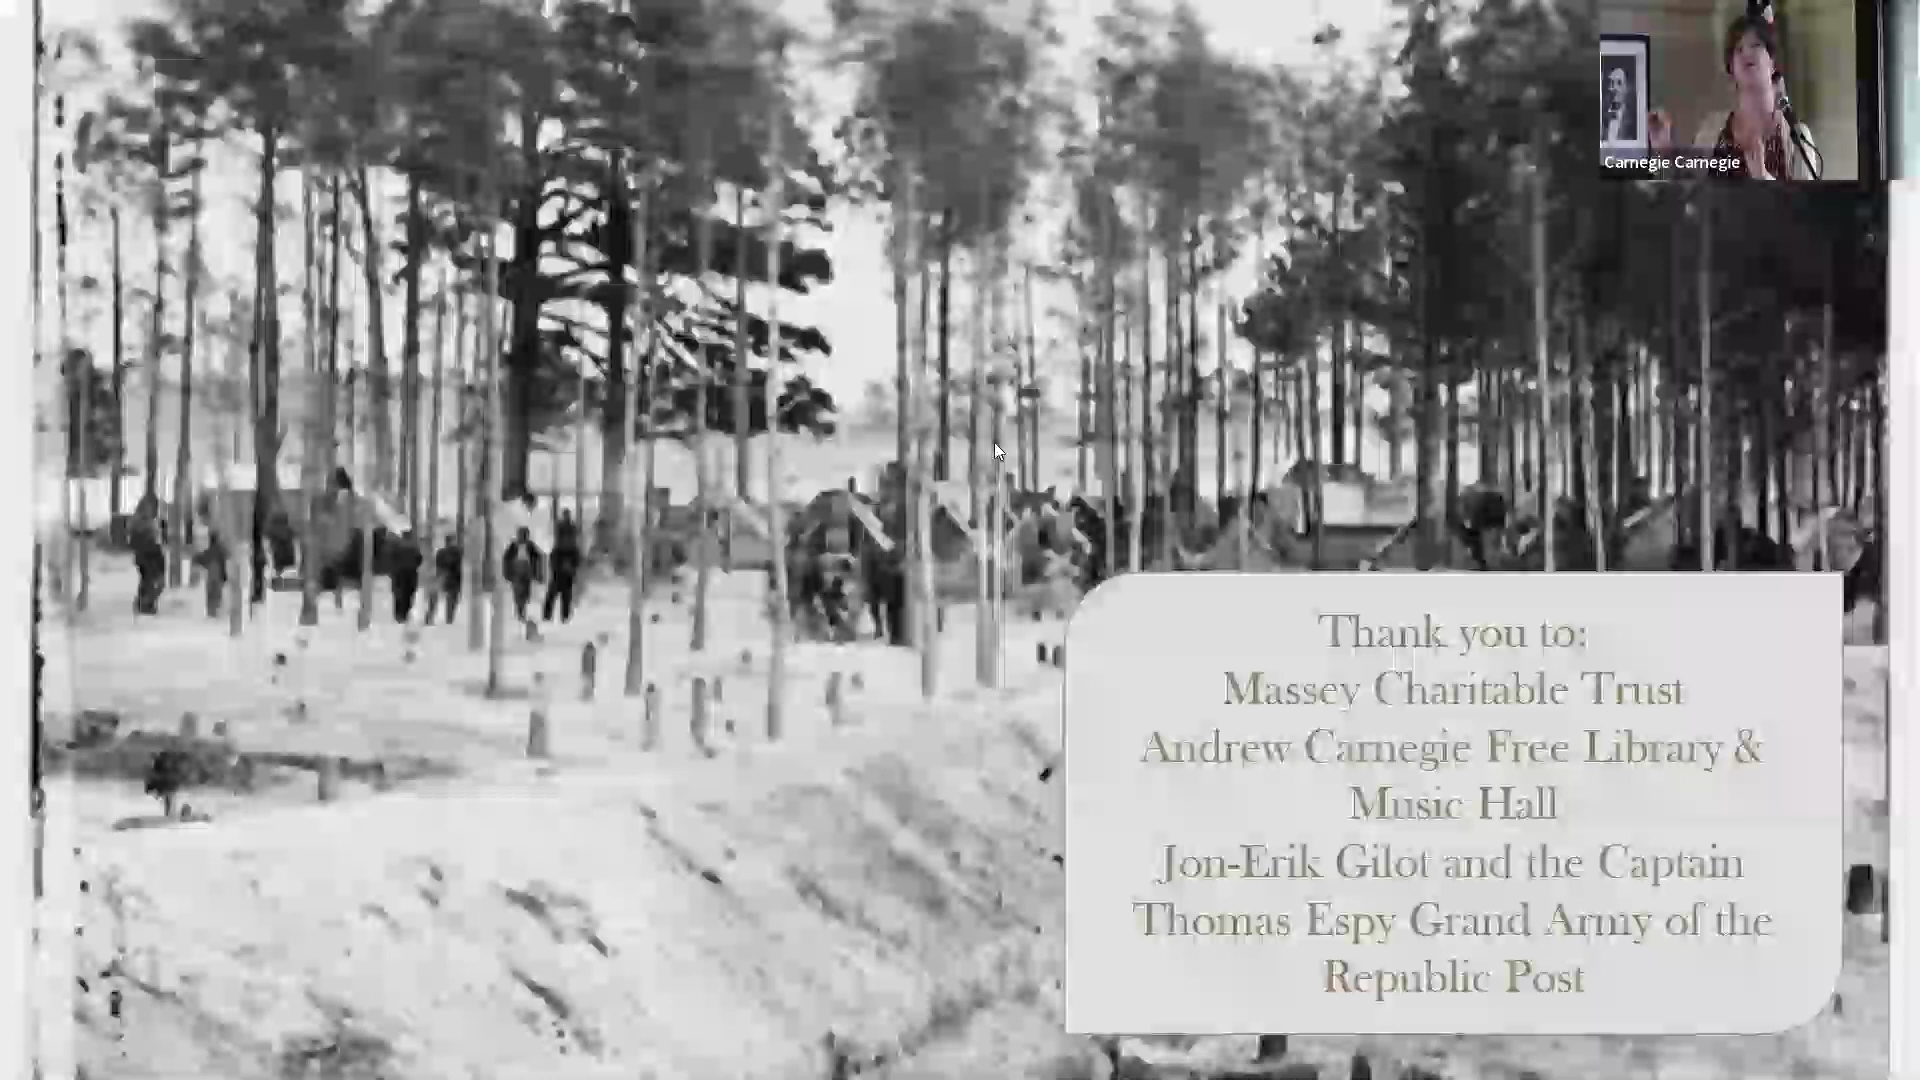 Carnegie Carnegie
Thank you to:
Massey Charitable Trust
Andrew Carnegie Free Library &
Music Hall
Jon-Erik Gilot and the Captain
Thomas Espy Grand Army of the
Republic Post